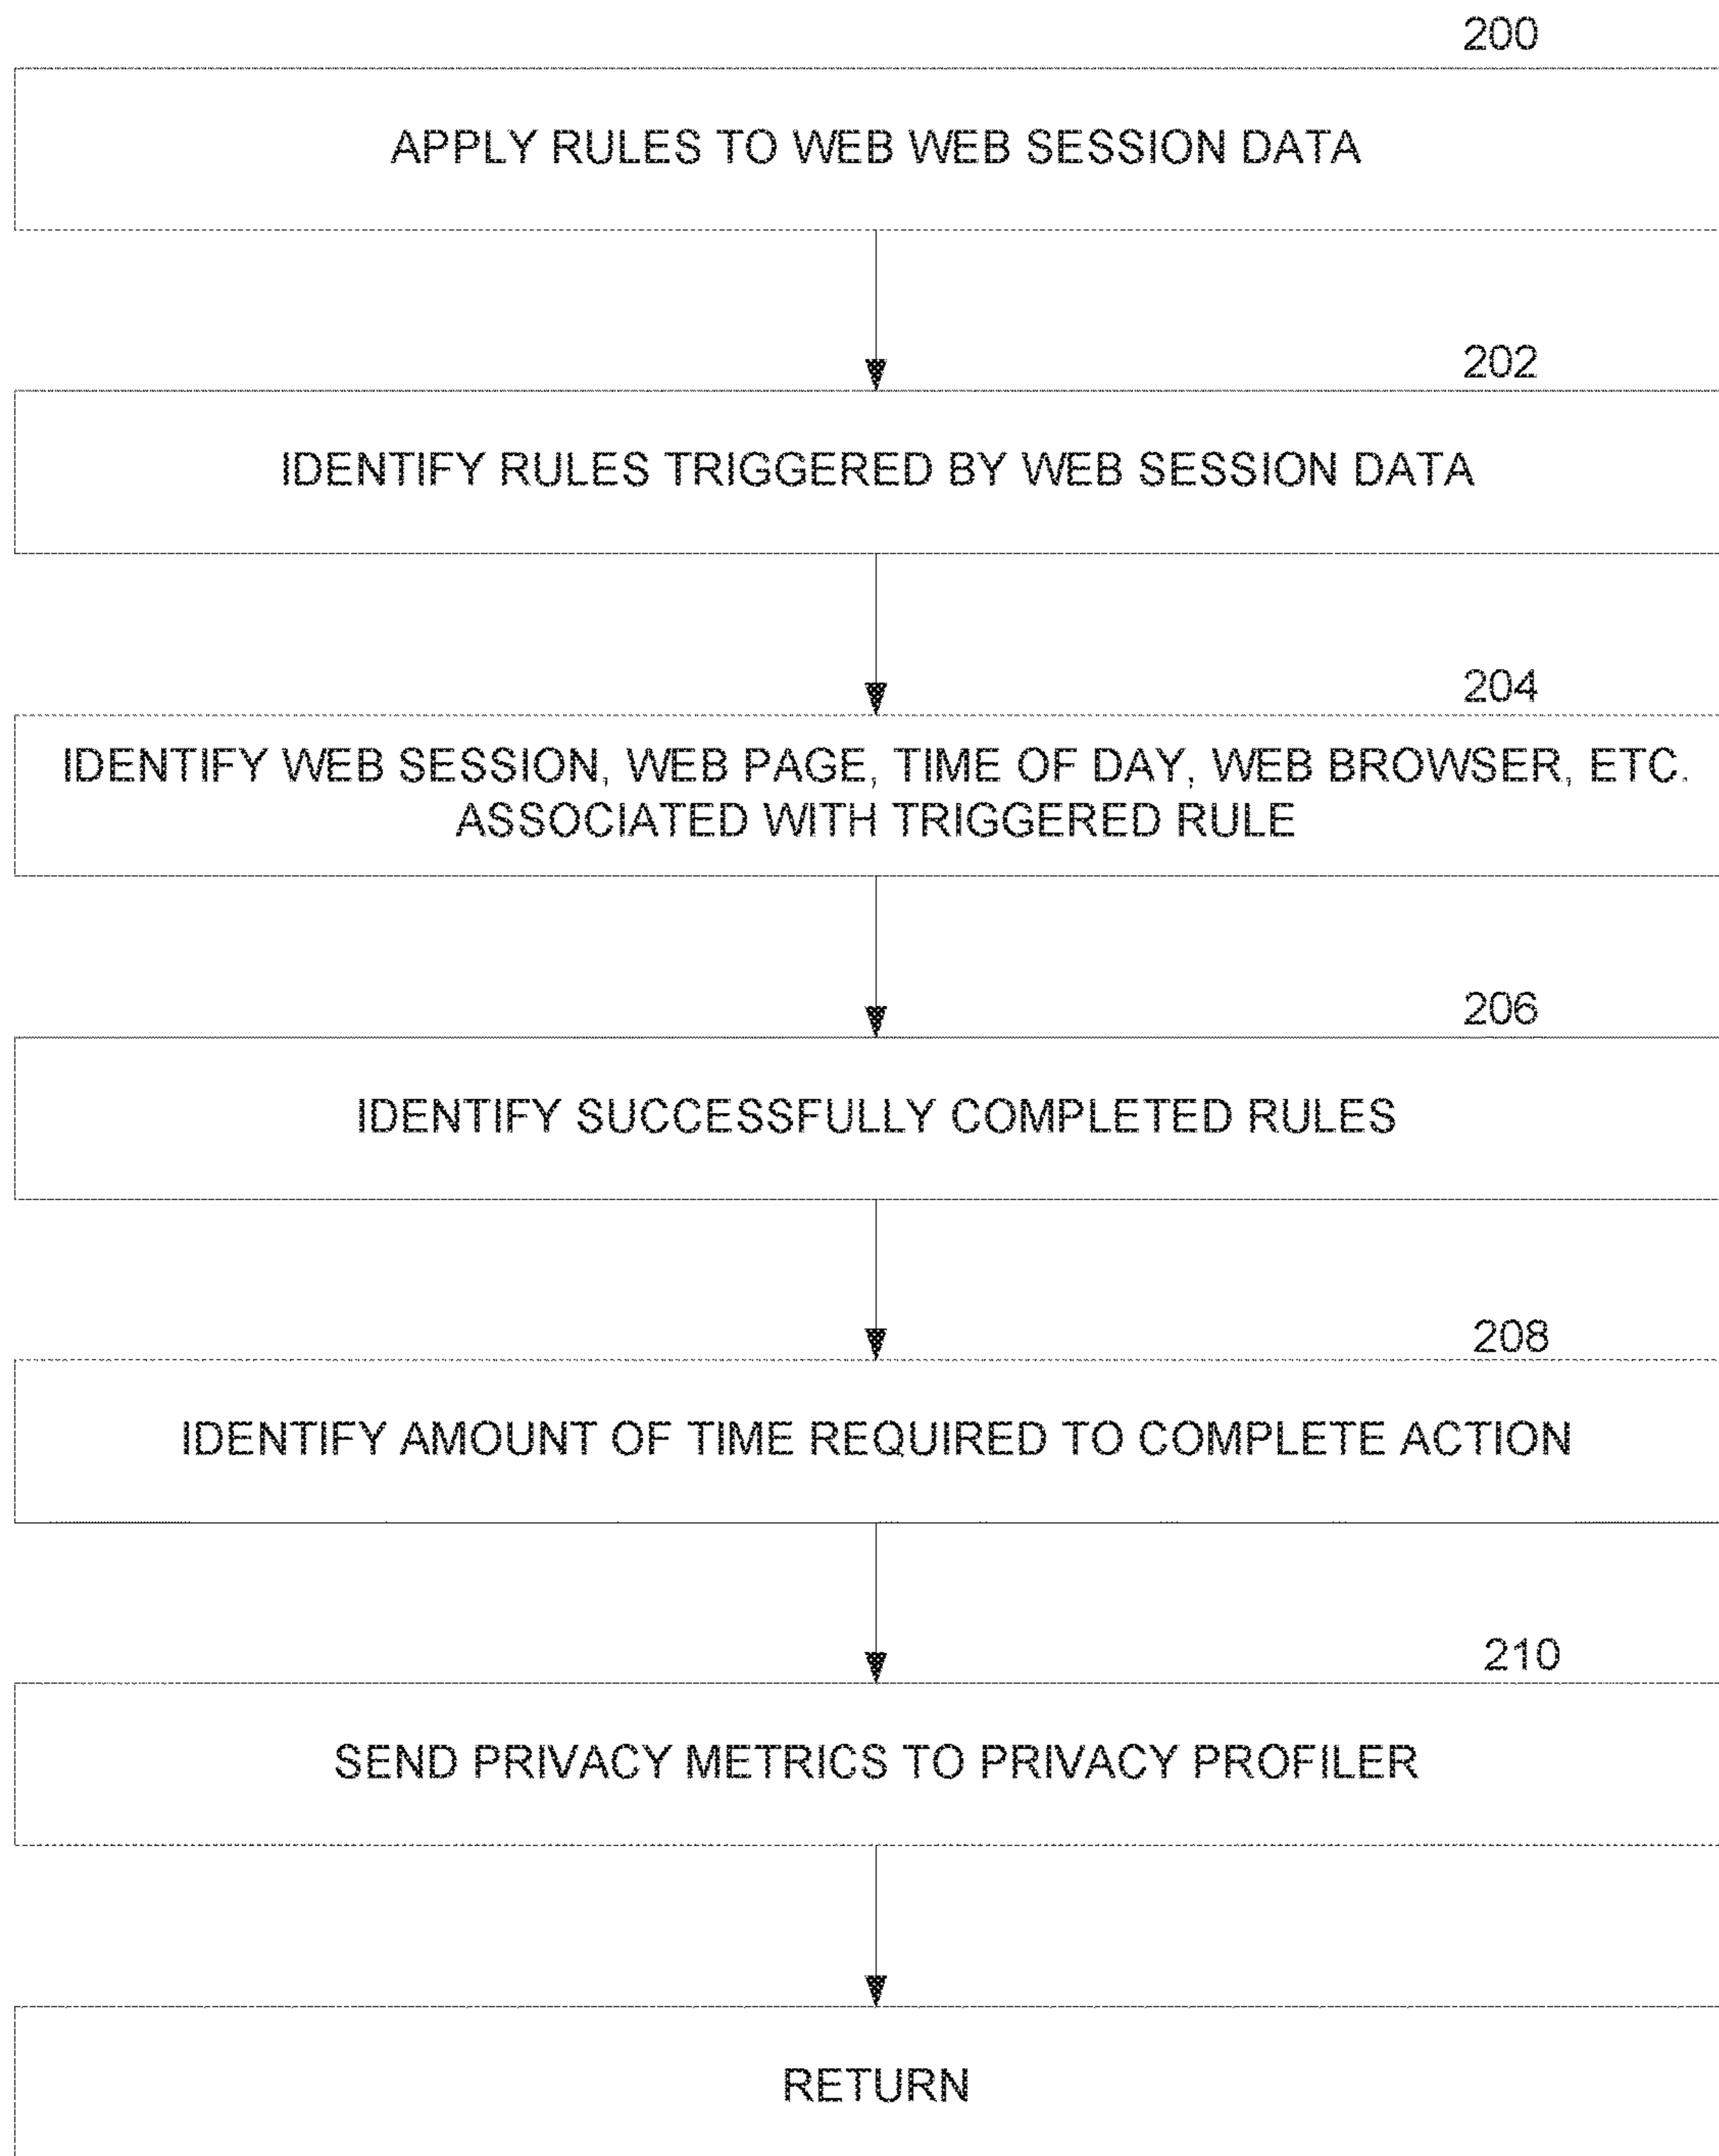 200
APPLY RULES TO WEB WEB SESSION DATA
202
IDENTIFY RULES TRIGGERED BY WEB SESSION DATA
204
IDENTIFY WEB SESSION, WEB PAGE, TIME OF DAY, WEB BROWSER, ETC.
ASSOCIATED WITH TRIGGERED RULE
206
IDENTIFY SUCCESSFULLY COMPLETED RULES
208
IDENTIFY AMOUNT OF TIME REQUIRED TO COMPLETE ACTION
210
SEND PRIVACY METRICS TO PRIVACY PROFILER
RETURN